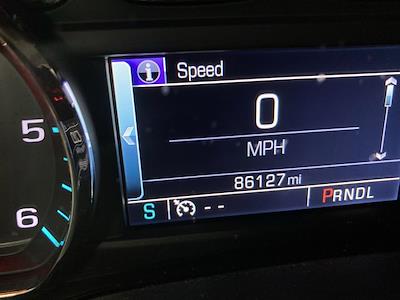 i Speed
0
5
MPH
86127 mi
6
S -- PRNDL